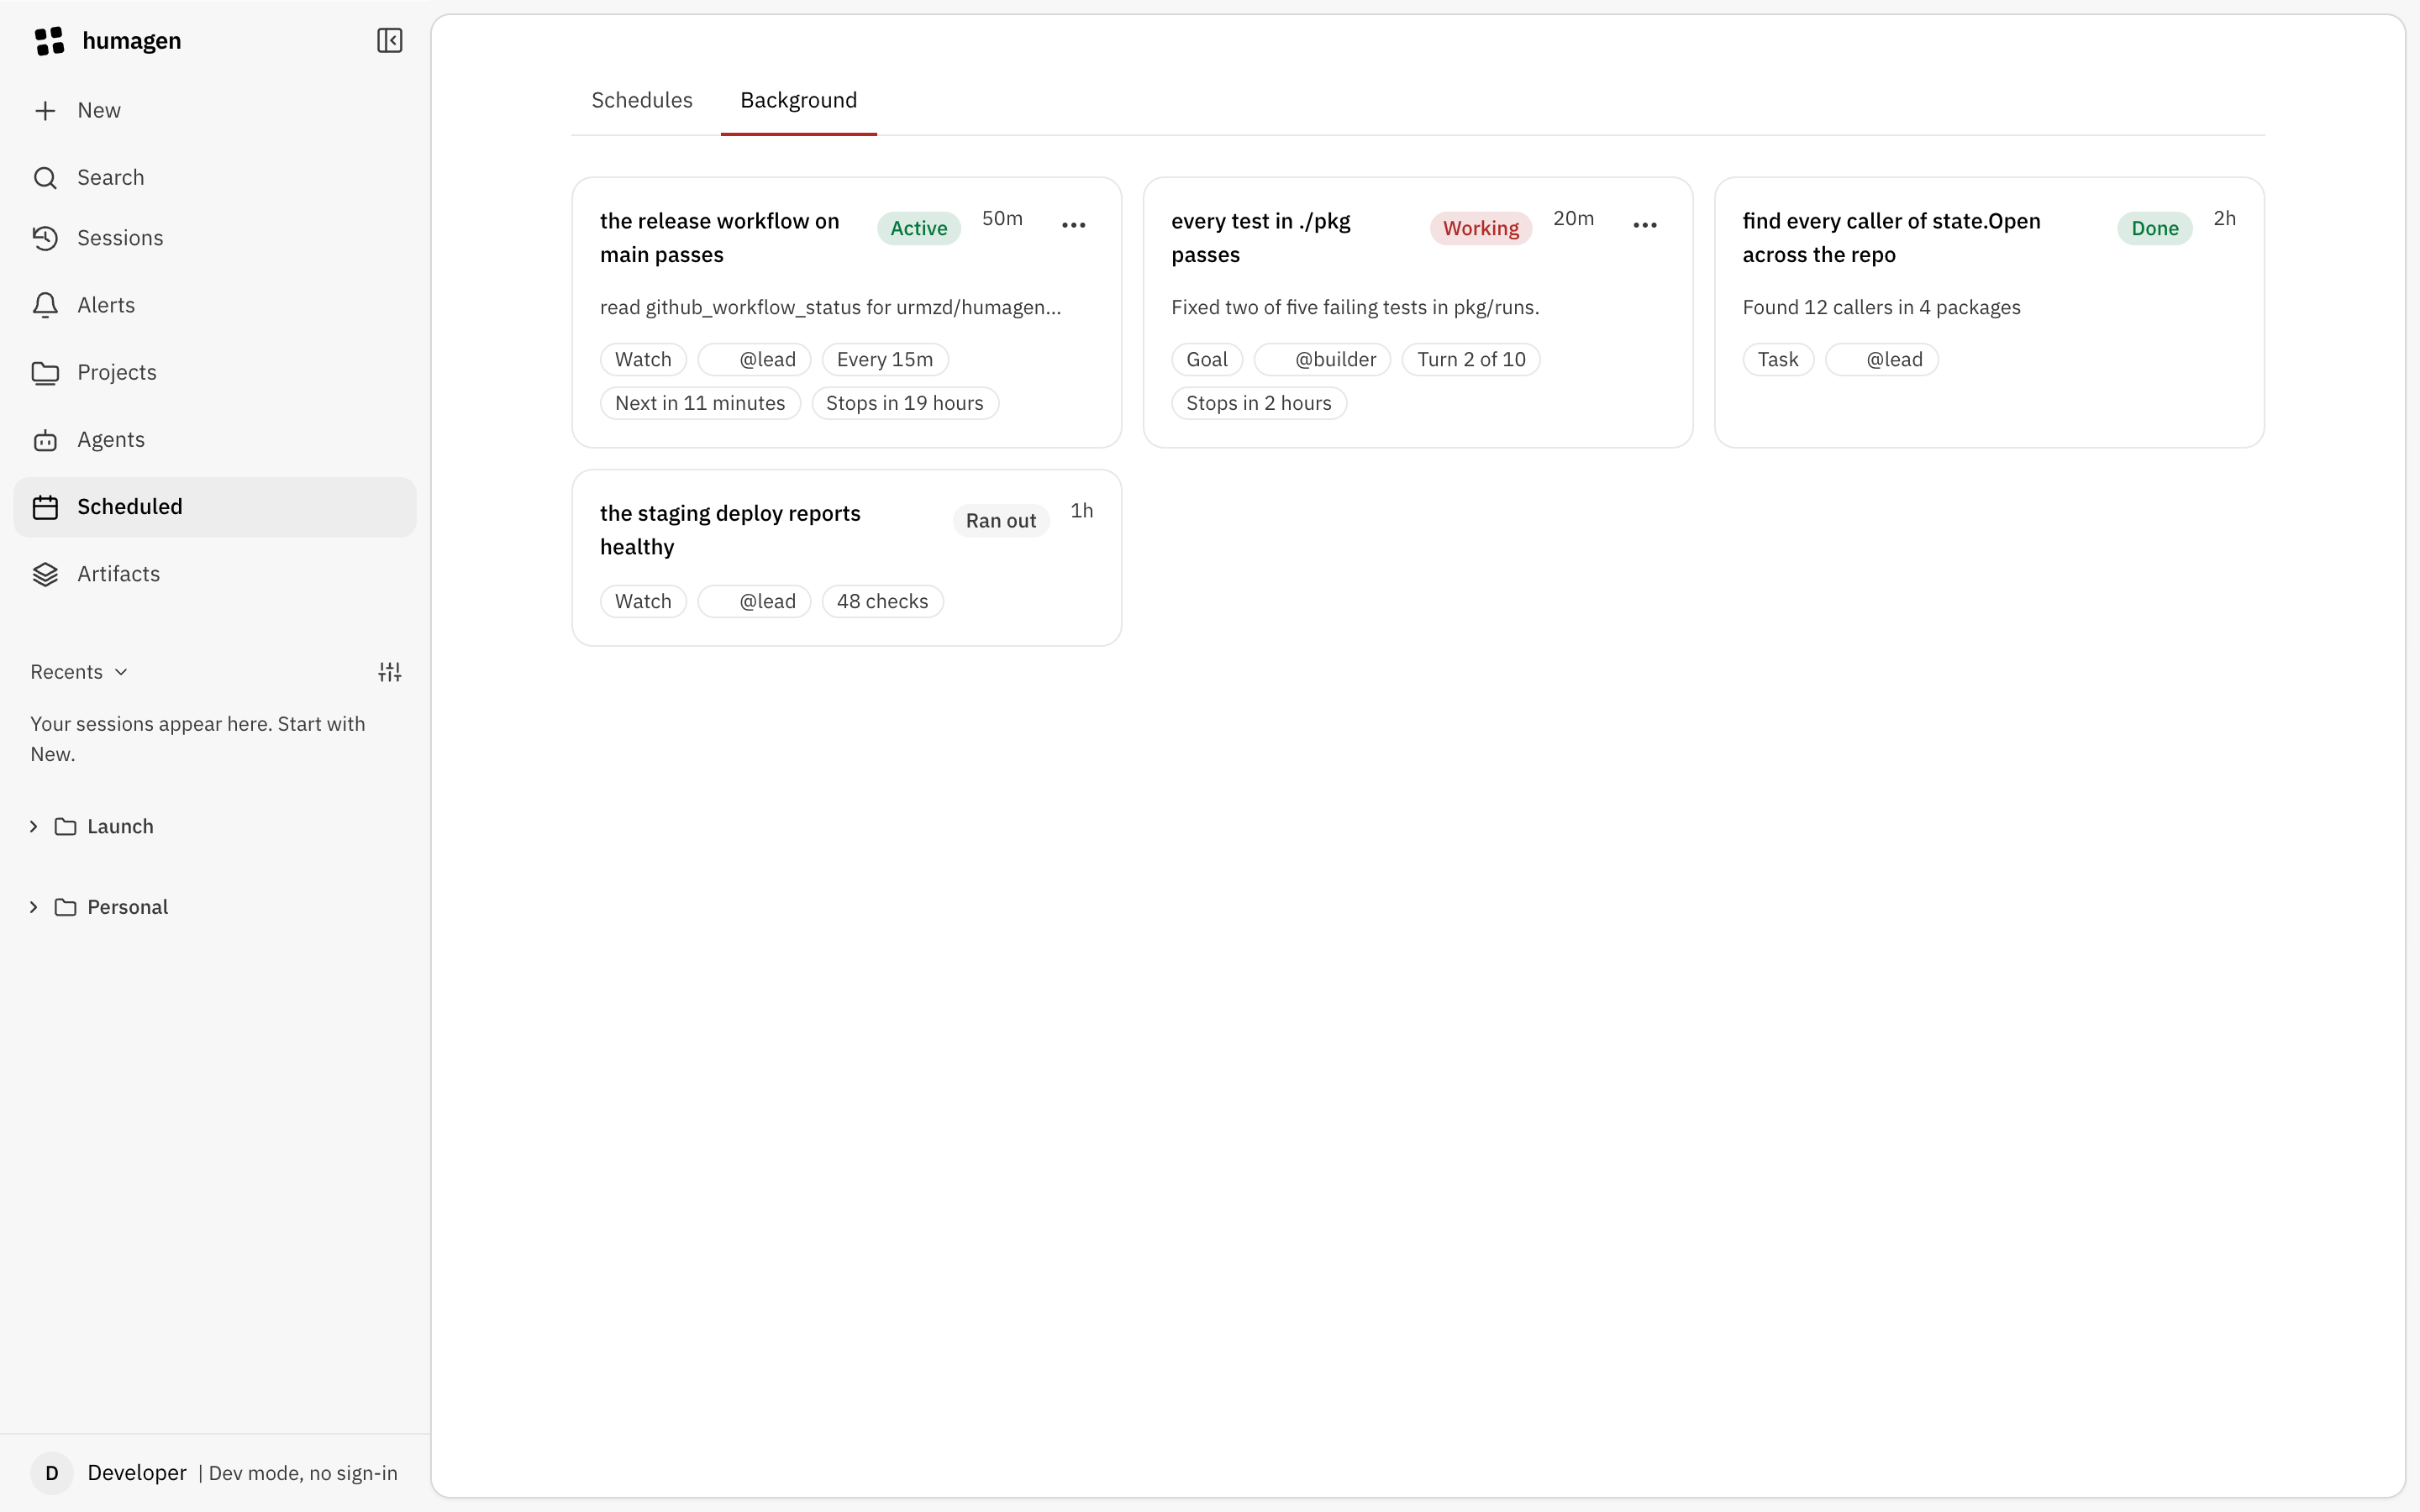 humagen
New
Search
Sessions
Alerts
Projects
Agents
Scheduled
Artifacts
Recents
Your sessions appear here. Start with
New.
Launch
Personal
D
Developer | Dev mode, no sign-in
Schedules
Background
the release workflow on
main passes
Active
50m
read github_workflow_status for urmzd/humagen...
Watch
@lead
Every 15m
Next in 11 minutes
Stops in 19 hours
every test in ./pkg
passes
Working
20m
Fixed two of five failing tests in pkg/runs.
Goal
@builder
Turn 2 of 10
Stops in 2 hours
find every caller of state.Open
across the repo
Done
2h
Found 12 callers in 4 packages
Task
@lead
the staging deploy reports
healthy
Ran out
1h
Watch
@lead
48 checks